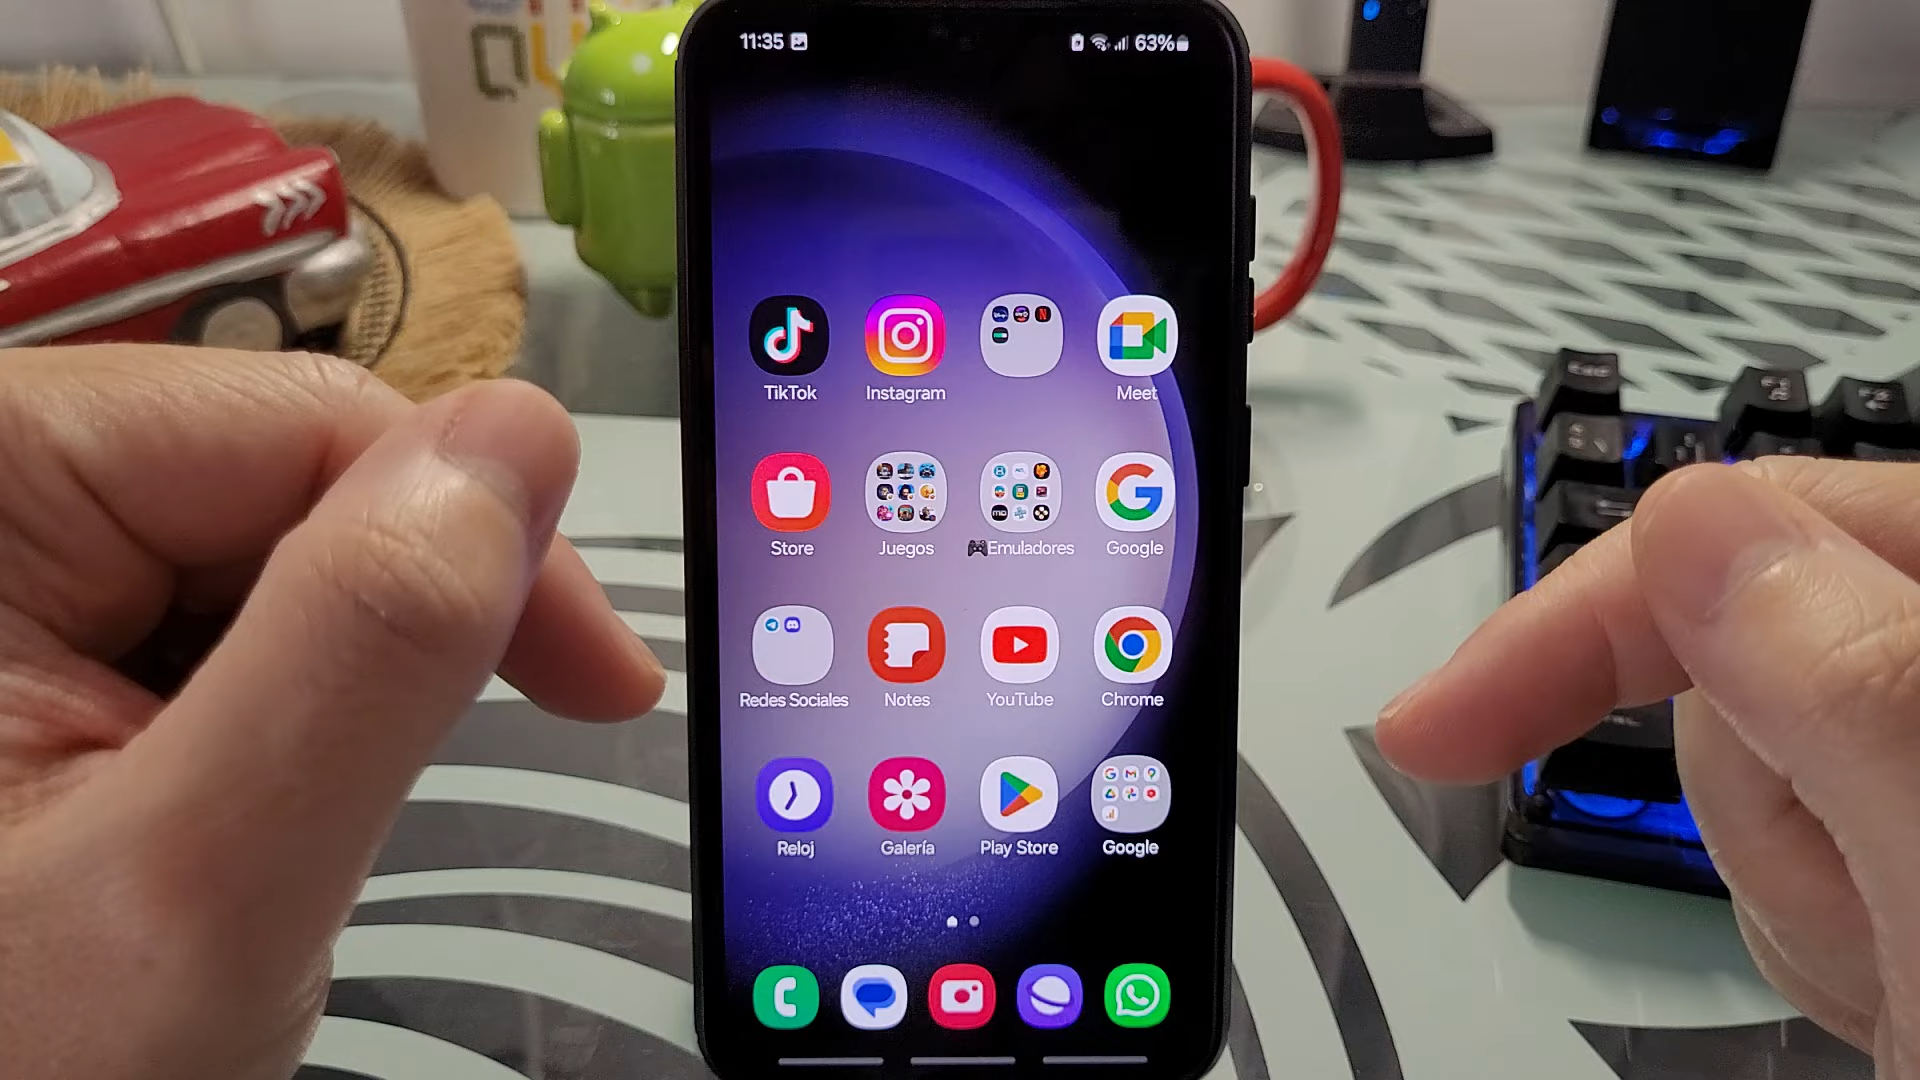 11:35
63%
TikTok
Instagram
Meet
Store
Juegos
🎮Emuladores
Google
Redes Sociales
Notes
YouTube
Chrome
Reloj
Galería
Play Store
Google